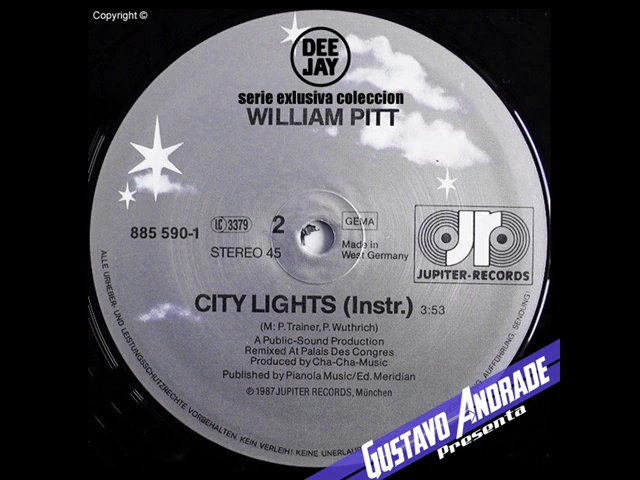 Copyright ©
DEE
JAY
serie exlusiva coleccion
WILLIAM PITT
885 590-1
LC 3379
2
STEREO 45
GEMA
Made in
West Germany
jr
JUPITER-RECORDS
CITY LIGHTS (Instr.) 3:53
(M: P. Trainer, P. Wuthrich)
A Public-Sound Production
Remixed At Palais Des Congres
Produced by Cha-Cha-Music
Published by Pianola Music/Ed. Meridian
℗ © 1987 JUPITER RECORDS, München
ALLE URHEBER- UND LEISTUNGSSCHUTZRECHTE VORBEHALTEN. KEIN VERLEIH! KEINE UNERLAU
AUFFÜHRUNG, SENDUNG!
GUSTAVO ANDRADE
Presenta